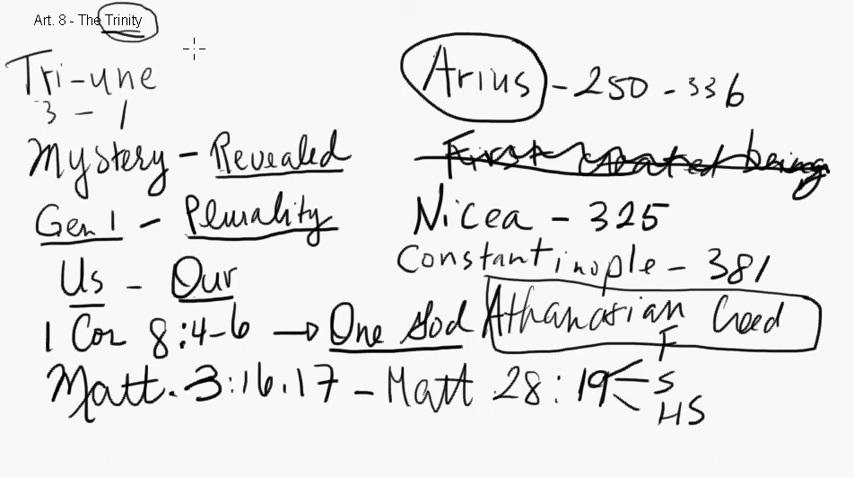 Art. 8 - The Trinity
Tri-une
3 - 1
Mystery - Revealed
Gen 1 - Plurality
Us - Our
1 Cor 8:4-6 → One God
Matt. 3:16.17 - Matt 28:19
F
S
HS
Arius - 250 - 336
First created being
Nicea - 325
Constantinople - 381
Athanasian Creed